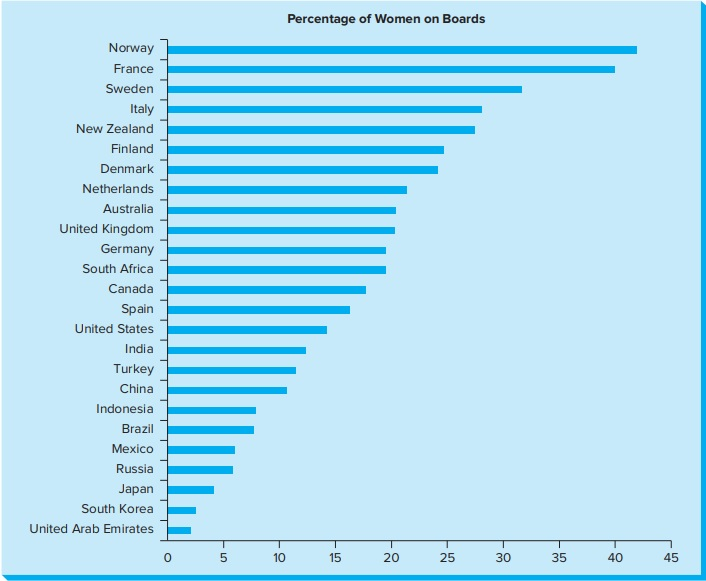 Percentage of Women on Boards
Norway
France
Sweden
Italy
New Zealand
Finland
Denmark
Netherlands
Australia
United Kingdom
Germany
South Africa
Canada
Spain
United States
India
Turkey
China
Indonesia
Brazil
Mexico
Russia
Japan
South Korea
United Arab Emirates
0 5 10 15 20 25 30 35 40 45